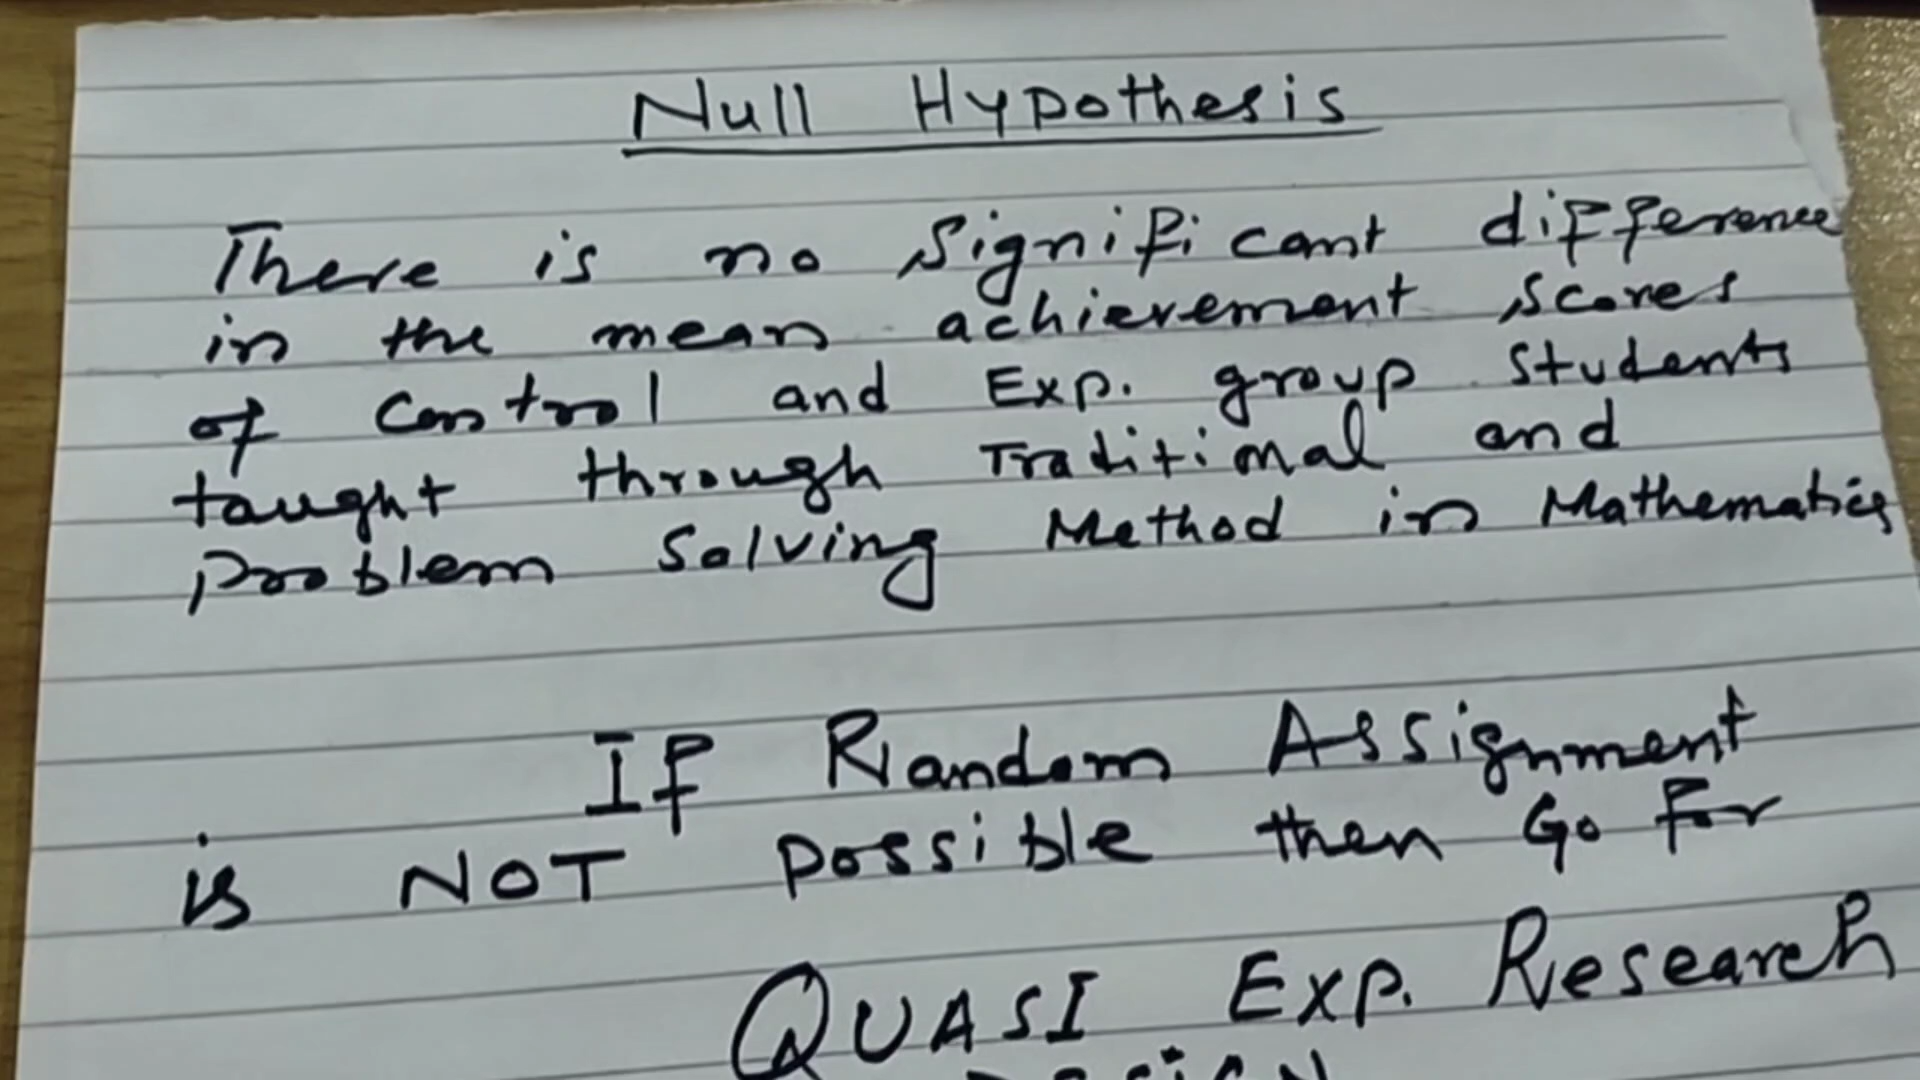 Null Hypothesis
There is no Significant difference
in the mean achievement scores
of control and Exp. group students
taught through Traditional and
problem Solving Method in Mathematics
If Random Assignment
is NOT possible then Go for
QUASI Exp. Research